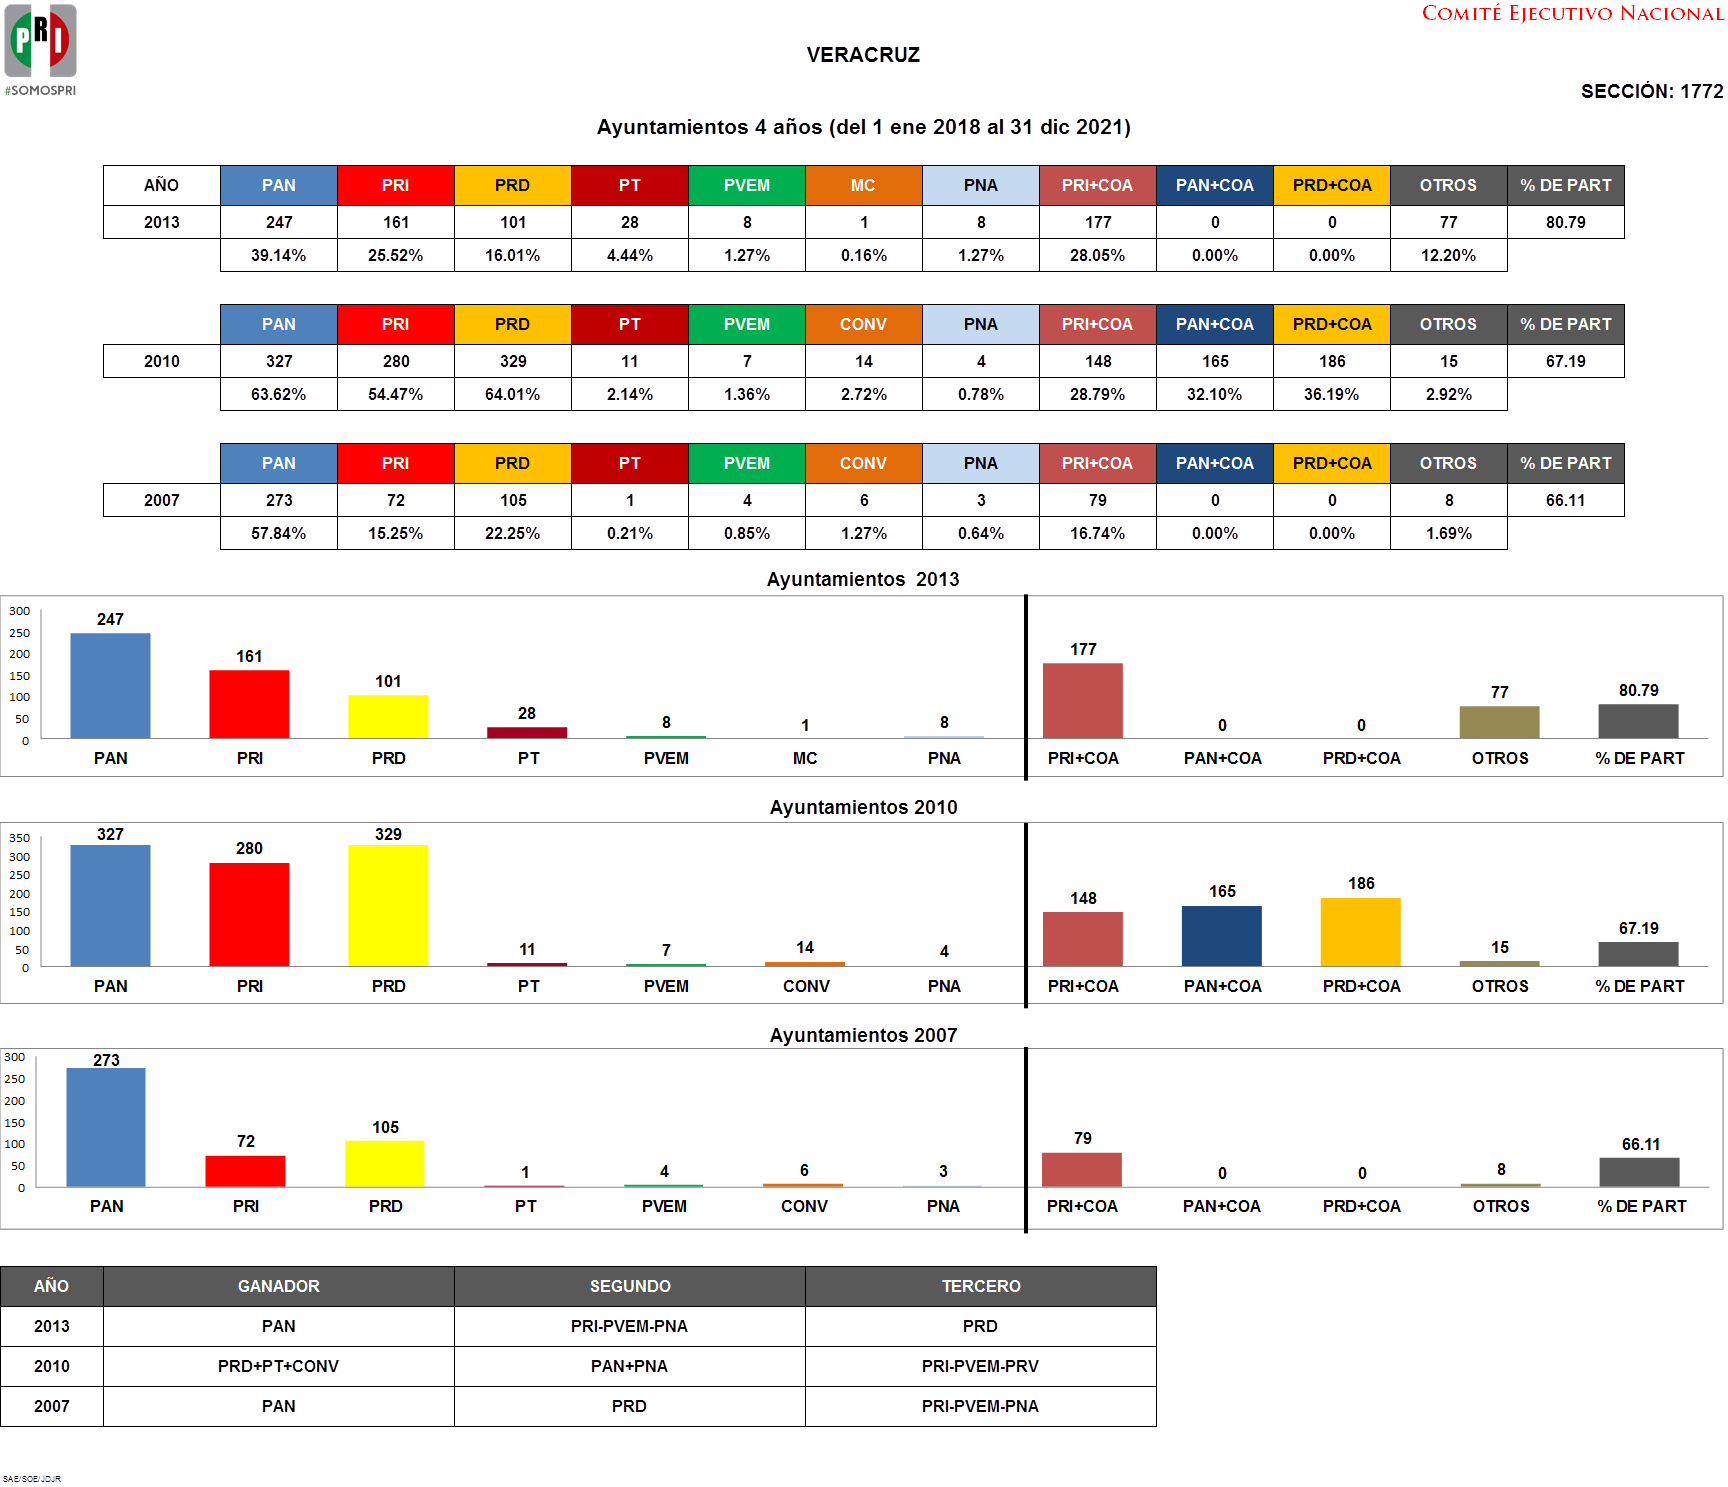 PRI
#SOMOSPRI
COMITÉ EJECUTIVO NACIONAL
VERACRUZ
SECCIÓN: 1772
Ayuntamientos 4 años (del 1 ene 2018 al 31 dic 2021)
AÑO PAN PRI PRD PT PVEM MC PNA PRI+COA PAN+COA PRD+COA OTROS % DE PART
2013 247 161 101 28 8 1 8 177 0 0 77 80.79
39.14% 25.52% 16.01% 4.44% 1.27% 0.16% 1.27% 28.05% 0.00% 0.00% 12.20%
PAN PRI PRD PT PVEM CONV PNA PRI+COA PAN+COA PRD+COA OTROS % DE PART
2010 327 280 329 11 7 14 4 148 165 186 15 67.19
63.62% 54.47% 64.01% 2.14% 1.36% 2.72% 0.78% 28.79% 32.10% 36.19% 2.92%
PAN PRI PRD PT PVEM CONV PNA PRI+COA PAN+COA PRD+COA OTROS % DE PART
2007 273 72 105 1 4 6 3 79 0 0 8 66.11
57.84% 15.25% 22.25% 0.21% 0.85% 1.27% 0.64% 16.74% 0.00% 0.00% 1.69%
Ayuntamientos 2013
300
250
200
150
100
50
0
247 161 101 28 8 1 8 177 0 0 77 80.79
PAN PRI PRD PT PVEM MC PNA PRI+COA PAN+COA PRD+COA OTROS % DE PART
Ayuntamientos 2010
350
300
250
200
150
100
50
0
327 280 329 11 7 14 4 148 165 186 15 67.19
PAN PRI PRD PT PVEM CONV PNA PRI+COA PAN+COA PRD+COA OTROS % DE PART
Ayuntamientos 2007
300
250
200
150
100
50
0
273 72 105 1 4 6 3 79 0 0 8 66.11
PAN PRI PRD PT PVEM CONV PNA PRI+COA PAN+COA PRD+COA OTROS % DE PART
AÑO GANADOR SEGUNDO TERCERO
2013 PAN PRI-PVEM-PNA PRD
2010 PRD+PT+CONV PAN+PNA PRI-PVEM-PRV
2007 PAN PRD PRI-PVEM-PNA
SAE/SOE/JDJR